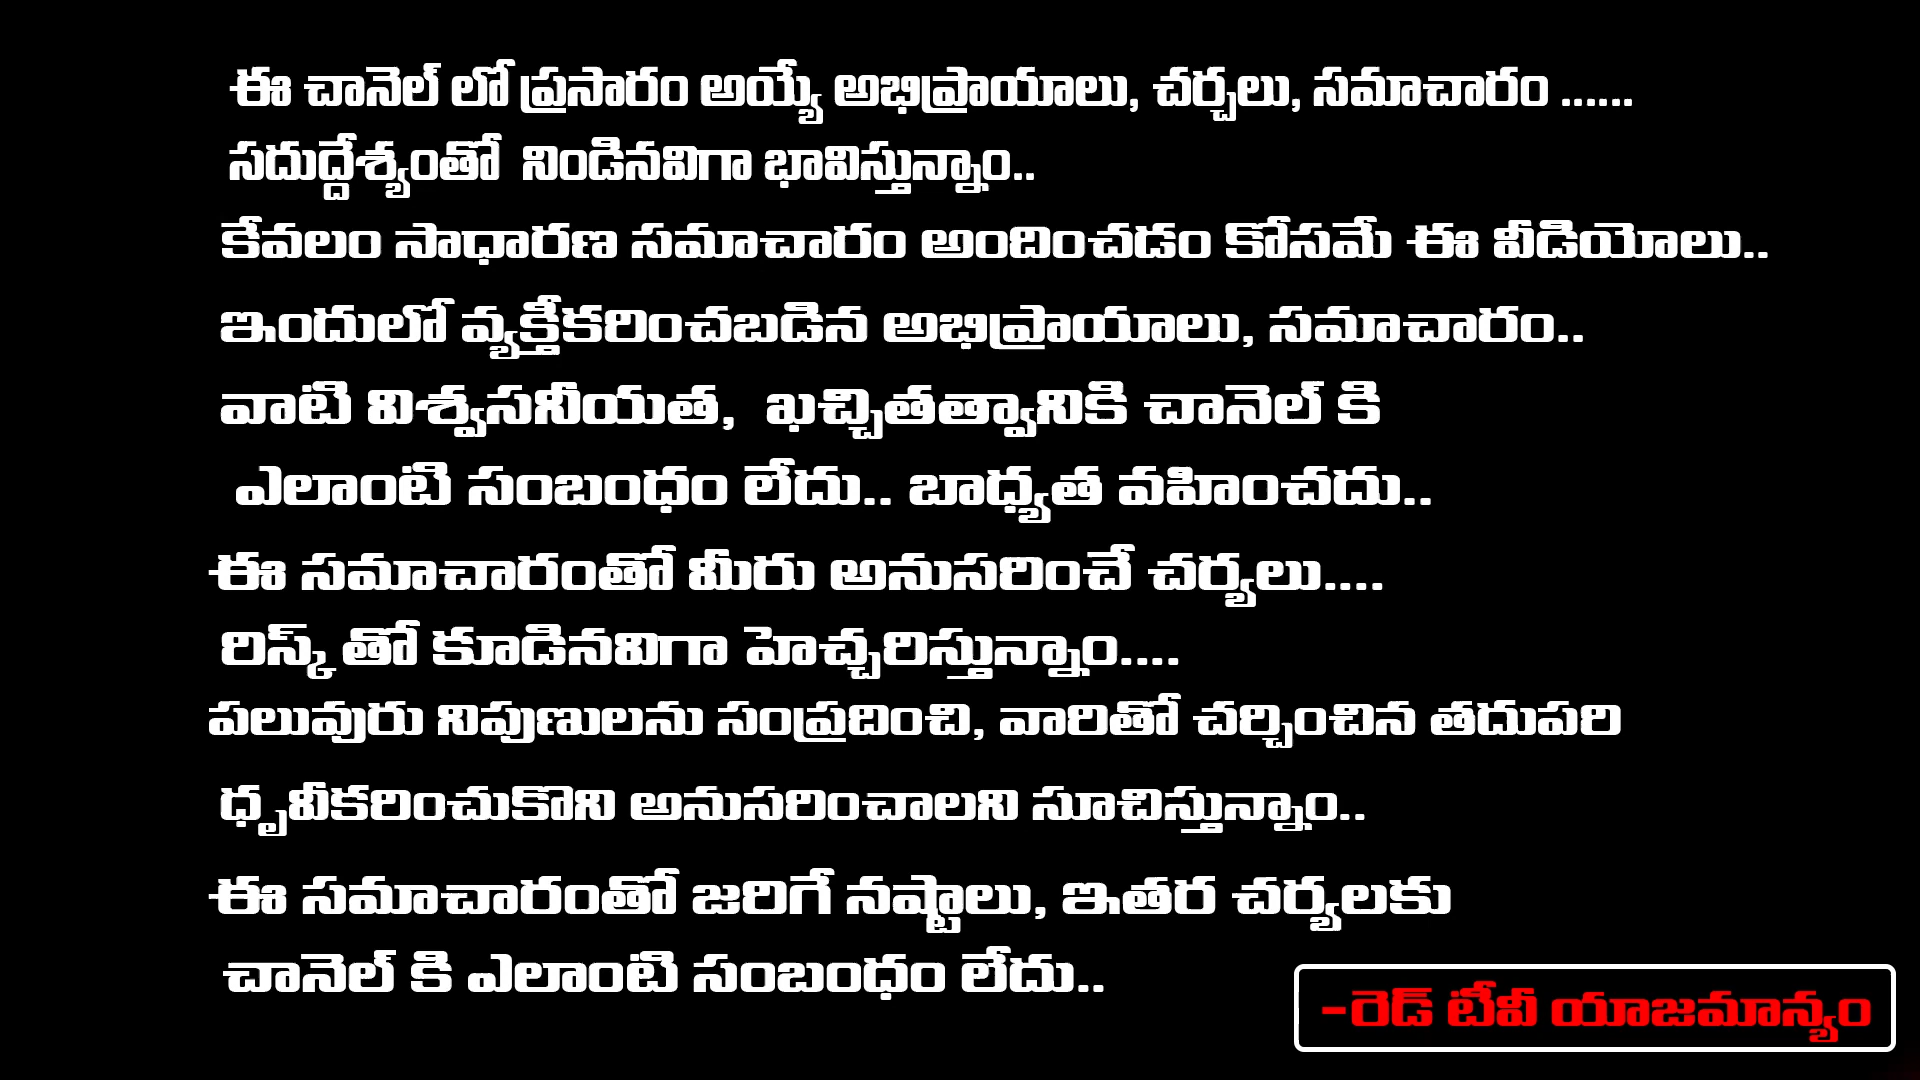 ఈ చానెల్ లో ప్రసారం అయ్యే అభిప్రాయాలు, చర్చలు, సమాచారం ......
సదుద్దేశ్యంతో నిండినవిగా భావిస్తున్నాం..
కేవలం సాధారణ సమాచారం అందించడం కోసమే ఈ వీడియోలు..
ఇందులో వ్యక్తీకరించబడిన అభిప్రాయాలు, సమాచారం..
వాటి విశ్వసనీయత, ఖచ్చితత్వానికి చానెల్ కి
ఎలాంటి సంబంధం లేదు.. బాధ్యత వహించదు..
ఈ సమాచారంతో మీరు అనుసరించే చర్యలు....
రిస్క్ తో కూడినవిగా హెచ్చరిస్తున్నాం....
పలువురు నిపుణులను సంప్రదించి, వారితో చర్చించిన తదుపరి
ధృవీకరించుకొని అనుసరించాలని సూచిస్తున్నాం..
ఈ సమాచారంతో జరిగే నష్టాలు, ఇతర చర్యలకు
చానెల్ కి ఎలాంటి సంబంధం లేదు..
-రెడ్ టీవీ యాజమాన్యం